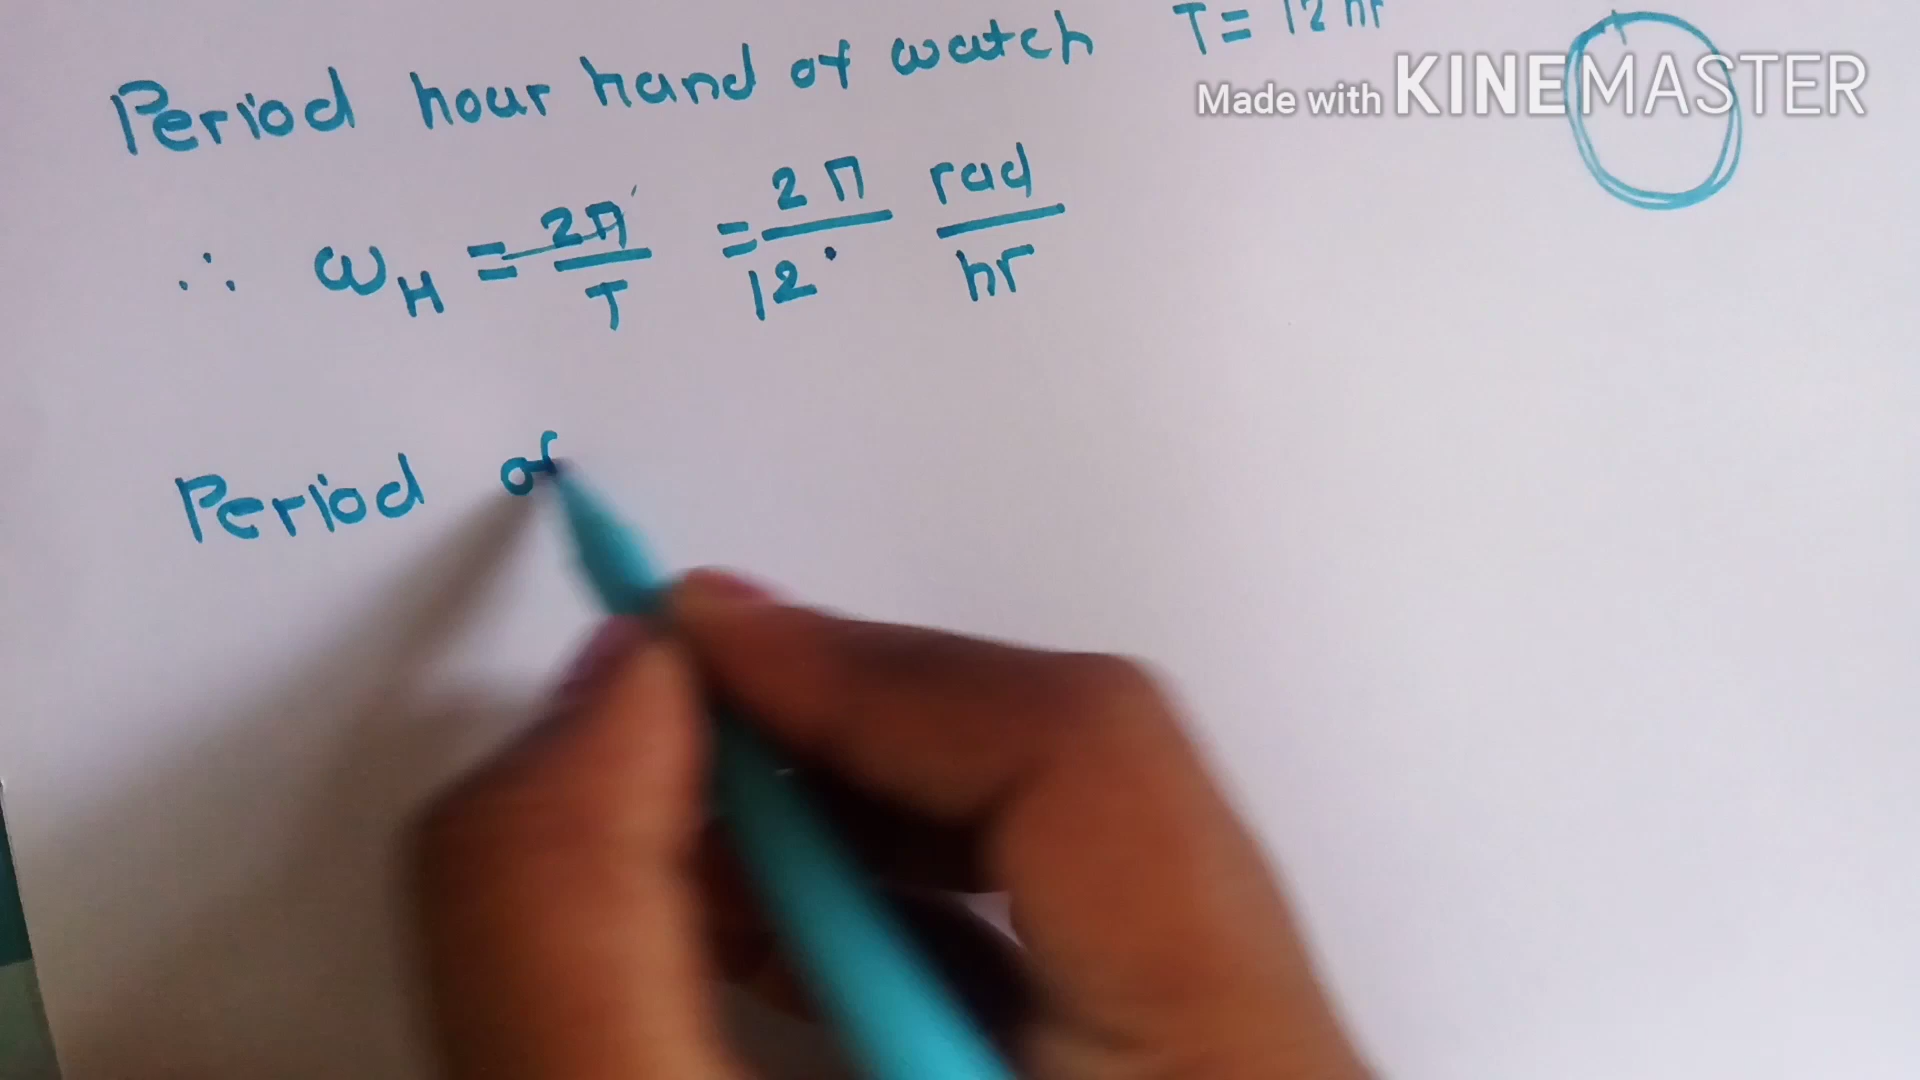 Period hour hand of watch T = 12 hr
Made with KINEMASTER
∴ ω_H = 2π/T = 2π/12 rad/hr
Period of